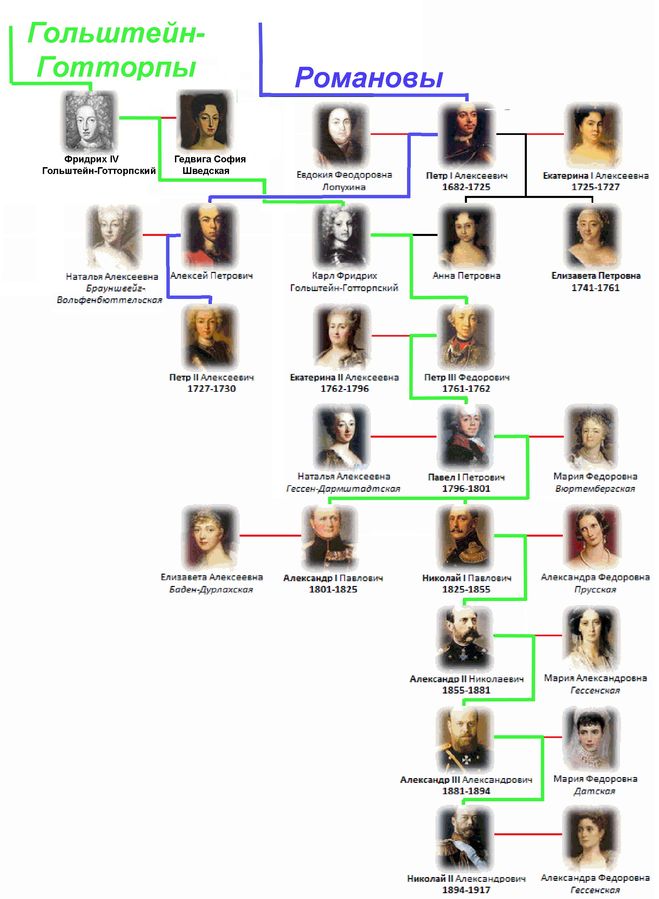 Гольштейн-
Готторпы
Романовы
Фридрих IV
Гольштейн-Готторпский
Гедвига София
Шведская
Евдокия Феодоровна
Лопухина
Петр I Алексеевич
1682-1725
Екатерина I Алексеевна
1725-1727
Наталья Алексеевна
Брауншвейг-
Вольфенбюттельская
Алексей Петрович
Карл Фридрих
Гольштейн-Готторпский
Анна Петровна
Елизавета Петровна
1741-1761
Петр II Алексеевич
1727-1730
Екатерина II Алексеевна
1762-1796
Петр III Федорович
1761-1762
Наталья Алексеевна
Гессен-Дармштадтская
Павел I Петрович
1796-1801
Мария Федоровна
Вюртембергская
Елизавета Алексеевна
Баден-Дурлахская
Александр I Павлович
1801-1825
Николай I Павлович
1825-1855
Александра Федоровна
Прусская
Александр II Николаевич
1855-1881
Мария Александровна
Гессенская
Александр III Александрович
1881-1894
Мария Федоровна
Датская
Николай II Александрович
1894-1917
Александра Федоровна
Гессенская